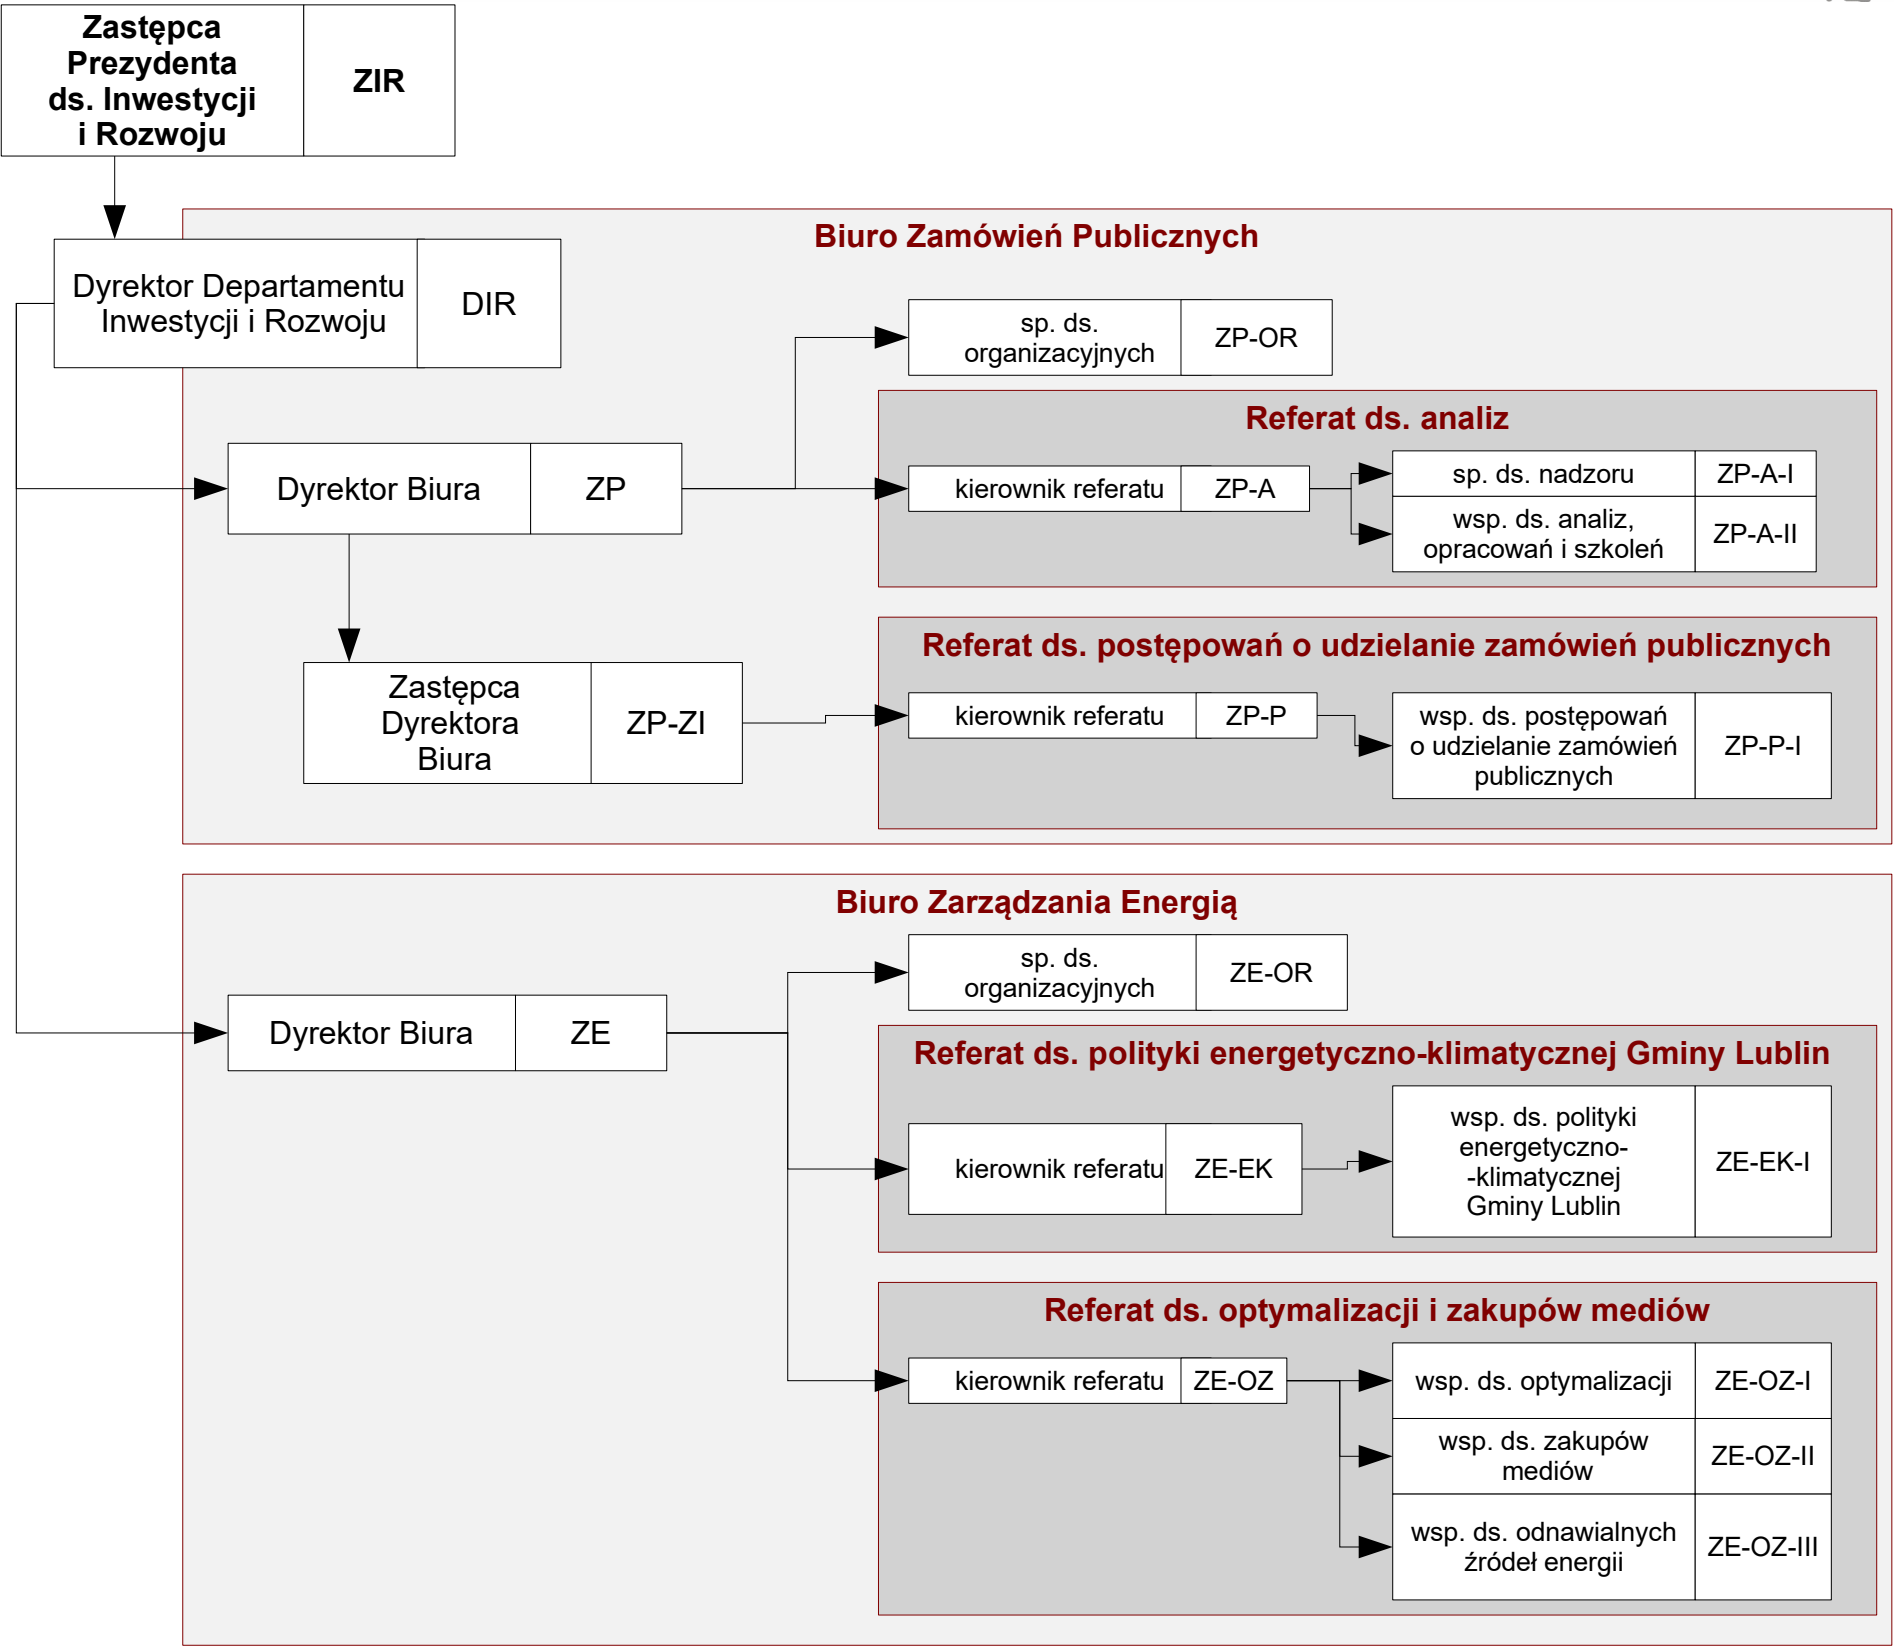 Zastępca
Prezydenta
ds. Inwestycji
i Rozwoju
ZIR
Biuro Zamówień Publicznych
Dyrektor Departamentu
Inwestycji i Rozwoju
DIR
sp. ds.
organizacyjnych
ZP-OR
Referat ds. analiz
Dyrektor Biura
ZP
kierownik referatu
ZP-A
sp. ds. nadzoru
ZP-A-I
wsp. ds. analiz,
opracowań i szkoleń
ZP-A-II
Referat ds. postępowań o udzielanie zamówień publicznych
Zastępca
Dyrektora
Biura
ZP-ZI
kierownik referatu
ZP-P
wsp. ds. postępowań
o udzielanie zamówień
publicznych
ZP-P-I
Biuro Zarządzania Energią
sp. ds.
organizacyjnych
ZE-OR
Dyrektor Biura
ZE
Referat ds. polityki energetyczno-klimatycznej Gminy Lublin
kierownik referatu
ZE-EK
wsp. ds. polityki
energetyczno-
-klimatycznej
Gminy Lublin
ZE-EK-I
Referat ds. optymalizacji i zakupów mediów
kierownik referatu
ZE-OZ
wsp. ds. optymalizacji
ZE-OZ-I
wsp. ds. zakupów
mediów
ZE-OZ-II
wsp. ds. odnawialnych
źródeł energii
ZE-OZ-III